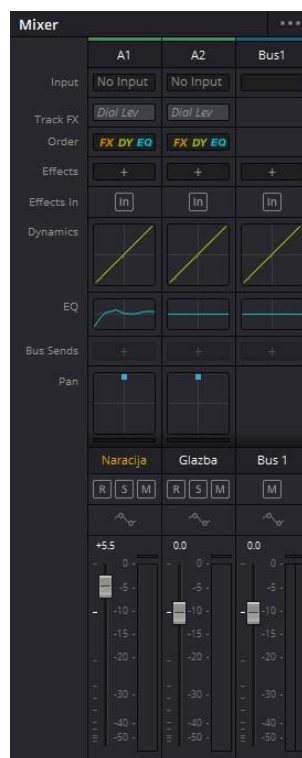 Mixer
A1 A2 Bus1
Input No Input No Input
Track FX Dial Lev Dial Lev
Order FX DY EQ FX DY EQ
Effects + + +
Effects In In In In
Dynamics
EQ
Bus Sends + + +
Pan
Naracija Glazba Bus 1
R S M R S M M
+5.5 0.0 0.0
0 0 0
-5 -5 -5
-10 -10 -10
-15 -15 -15
-20 -20 -20
-30 -30 -30
-40 -40 -40
-50 -50 -50